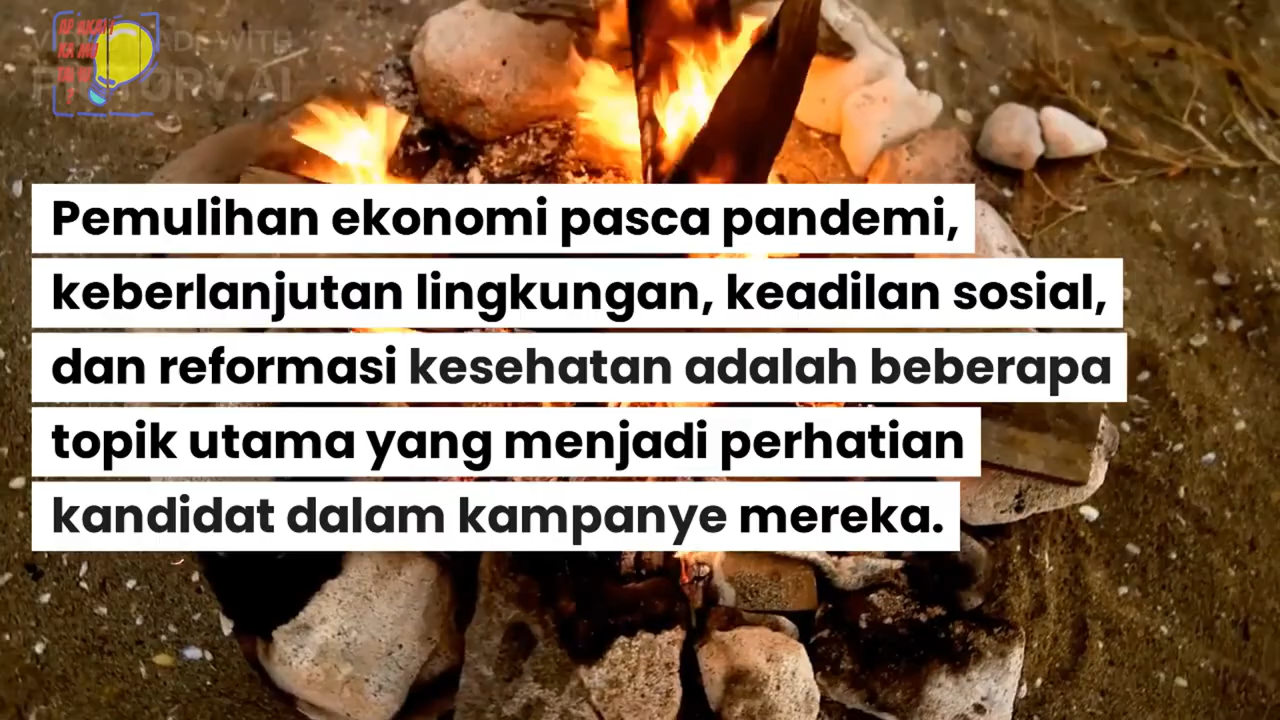 Pemulihan ekonomi pasca pandemi,
keberlanjutan lingkungan, keadilan sosial,
dan reformasi kesehatan adalah beberapa
topik utama yang menjadi perhatian
kandidat dalam kampanye mereka.